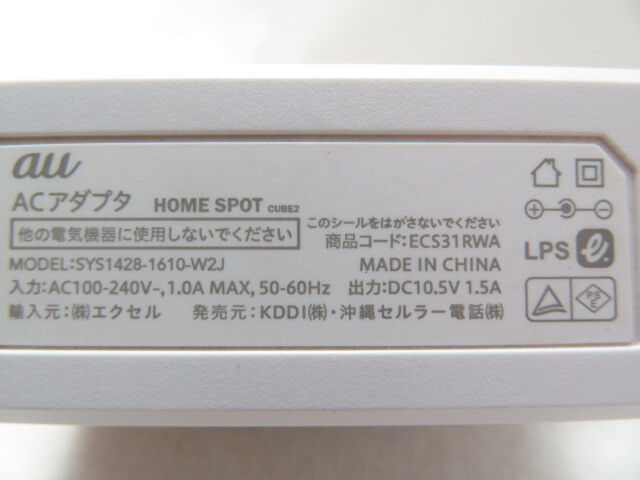 au
ACアダプタ HOME SPOT CUBE2
他の電気機器に使用しないでください
このシールをはがさないでください
商品コード:ECS31RWA
MODEL:SYS1428-1610-W2J
MADE IN CHINA
入力:AC100-240V~,1.0A MAX, 50-60Hz 出力:DC10.5V 1.5A
輸入元:㈱エクセル 発売元:KDDI㈱・沖縄セルラー電話㈱
LPS
PSE